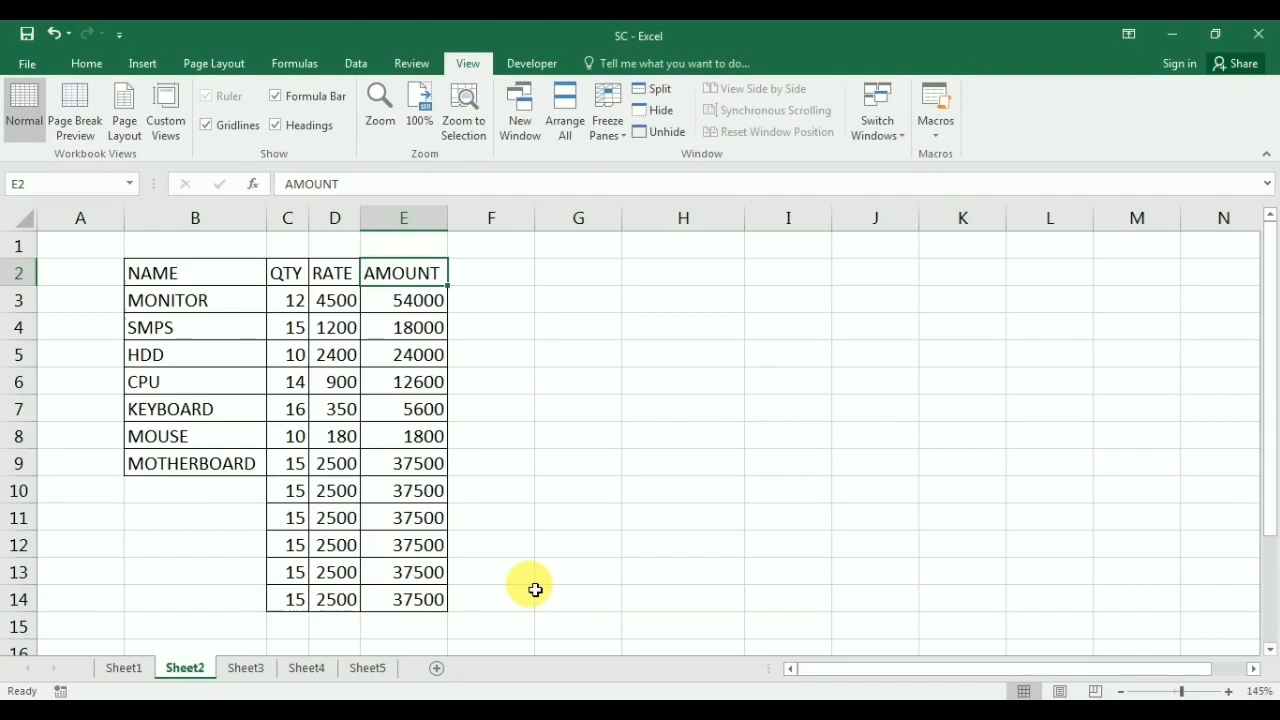 SC - Excel
File Home Insert Page Layout Formulas Data Review View Developer Tell me what you want to do... Sign in Share
Normal Page Break Preview Page Layout Custom Views
Workbook Views
Ruler Formula Bar
Gridlines Headings
Show
Zoom 100% Zoom to Selection
Zoom
New Window Arrange All Freeze Panes Split Hide Unhide
View Side by Side
Synchronous Scrolling
Reset Window Position
Window
Switch Windows
Macros
Macros
E2 fx AMOUNT
A B C D E F G H I J K L M N
1
2 NAME QTY RATE AMOUNT
3 MONITOR 12 4500 54000
4 SMPS 15 1200 18000
5 HDD 10 2400 24000
6 CPU 14 900 12600
7 KEYBOARD 16 350 5600
8 MOUSE 10 180 1800
9 MOTHERBOARD 15 2500 37500
10 15 2500 37500
11 15 2500 37500
12 15 2500 37500
13 15 2500 37500
14 15 2500 37500
15
16
Sheet1 Sheet2 Sheet3 Sheet4 Sheet5
Ready 145%